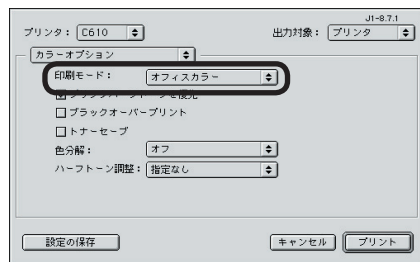 J1-8.7.1
プリンタ： C610 出力対象： プリンタ
カラーオプション
印刷モード： オフィスカラー
ブラックオーバープリント
トナーセーブ
色分解： オフ
ハーフトーン調整： 指定なし
設定の保存 キャンセル プリント